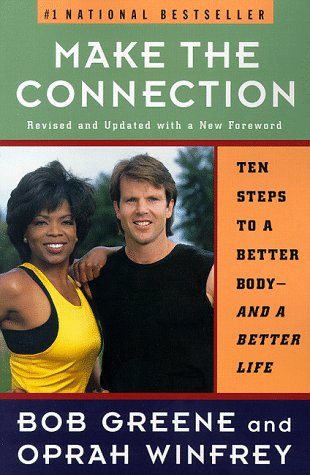 #1 NATIONAL BESTSELLER
MAKE THE
CONNECTION
Revised and Updated with a New Foreword
TEN
STEPS
TO A
BETTER
BODY—
AND A
BETTER
LIFE
BOB GREENE and
OPRAH WINFREY